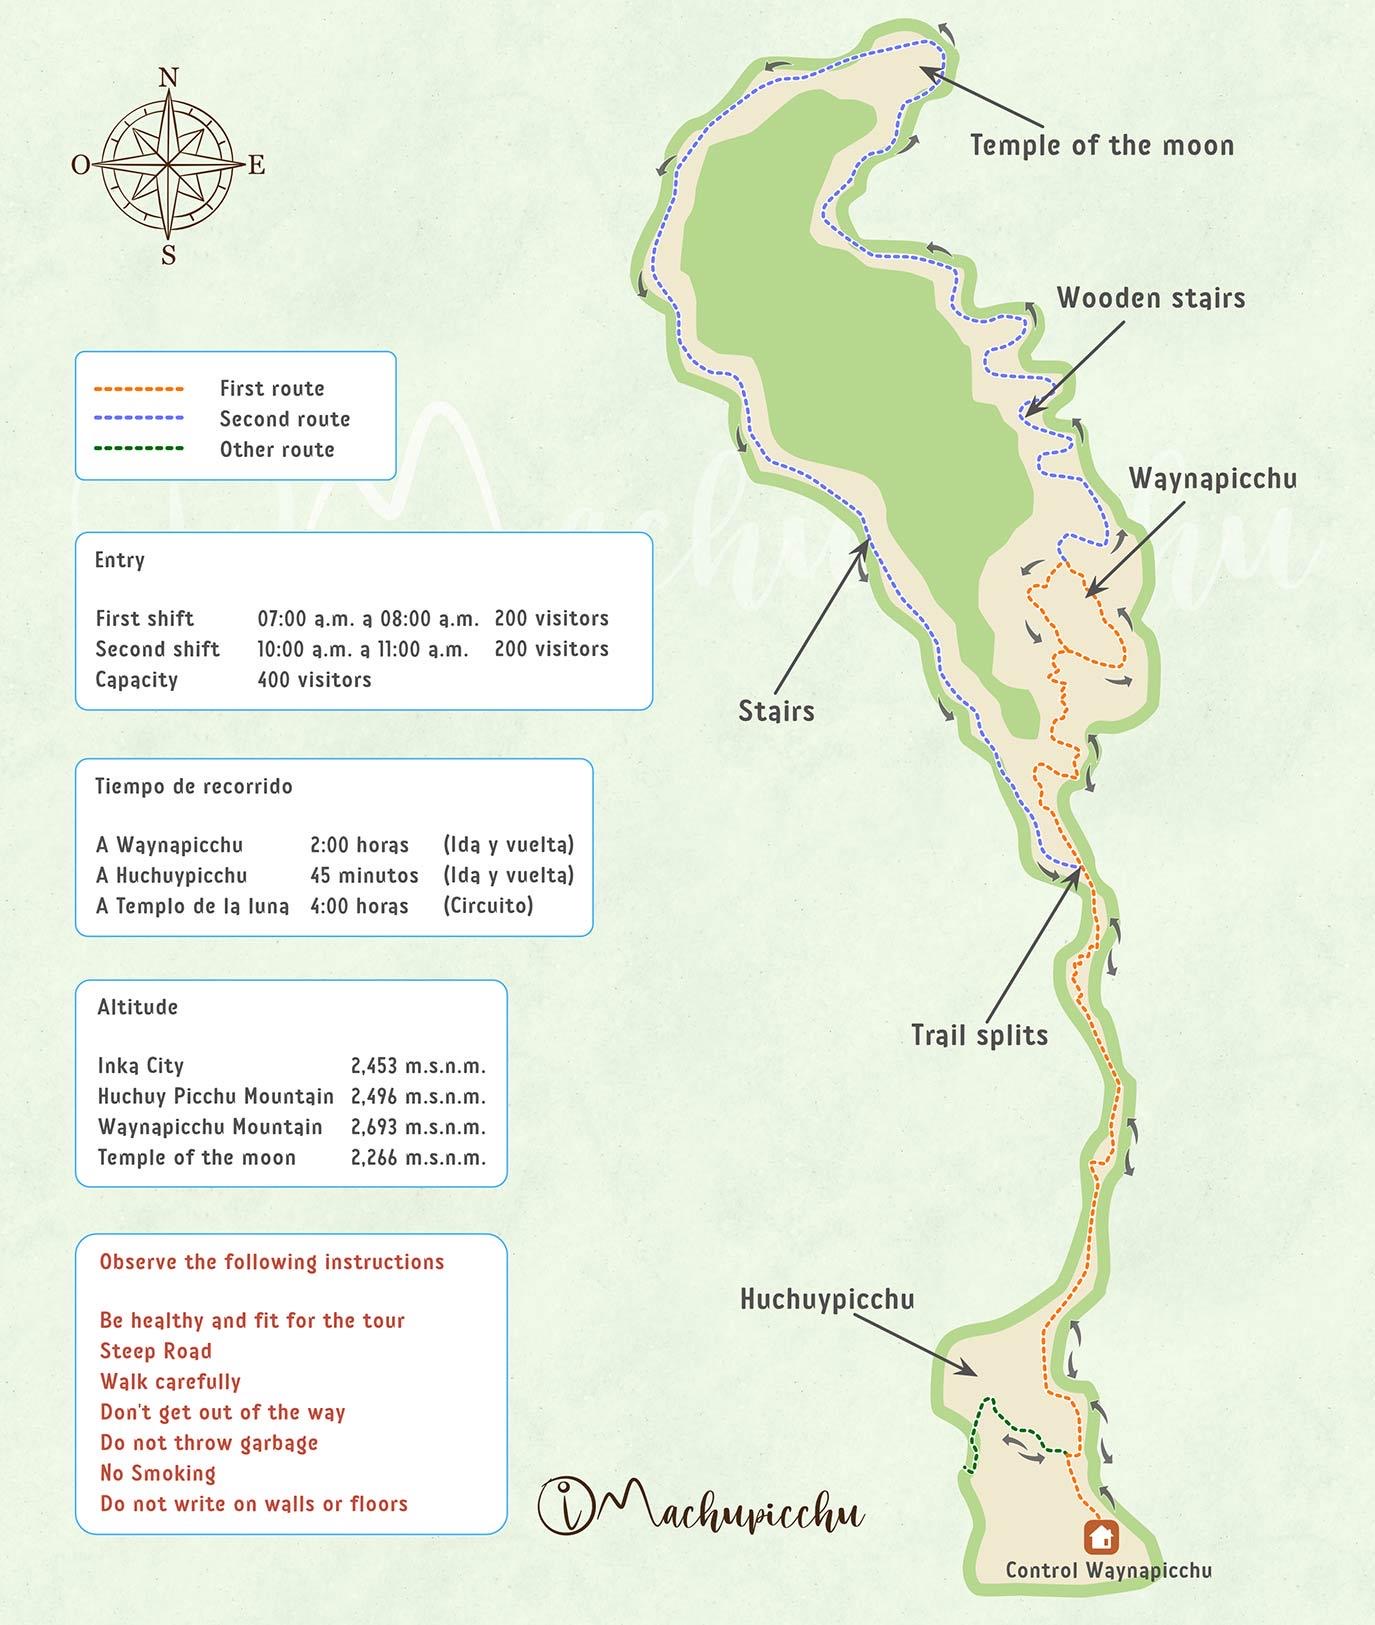 N
O
E
S
Temple of the moon
Wooden stairs
Waynapicchu
Stairs
Trail splits
Huchuypicchu
Control Waynapicchu
First route
Second route
Other route
Entry
First shift 07:00 a.m. a 08:00 a.m. 200 visitors
Second shift 10:00 a.m. a 11:00 a.m. 200 visitors
Capacity 400 visitors
Tiempo de recorrido
A Waynapicchu 2:00 horas (Ida y vuelta)
A Huchuypicchu 45 minutos (Ida y vuelta)
A Templo de la luna 4:00 horas (Circuito)
Altitude
Inka City 2,453 m.s.n.m.
Huchuy Picchu Mountain 2,496 m.s.n.m.
Waynapicchu Mountain 2,693 m.s.n.m.
Temple of the moon 2,266 m.s.n.m.
Observe the following instructions
Be healthy and fit for the tour
Steep Road
Walk carefully
Don't get out of the way
Do not throw garbage
No Smoking
Do not write on walls or floors
i Machupicchu